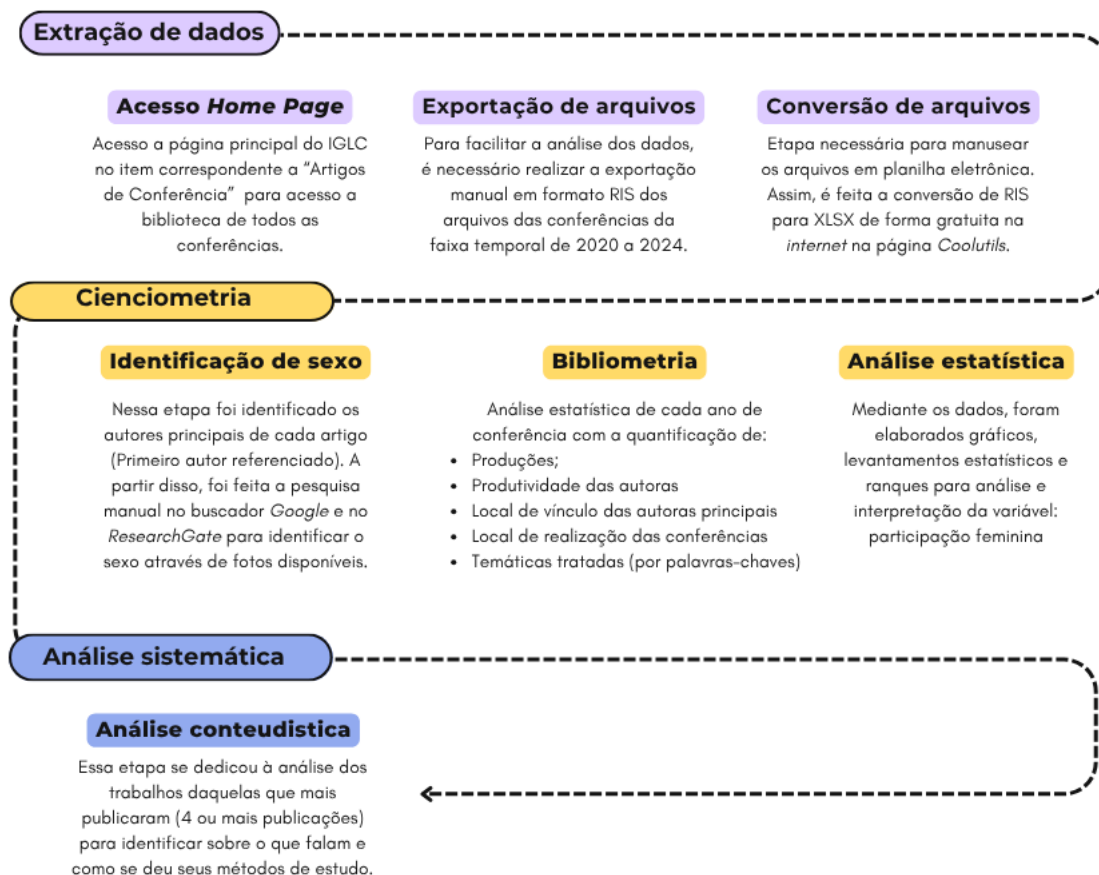 Extração de dados
Acesso Home Page
Acesso a página principal do IGLC
no item correspondente a "Artigos
de Conferência" para acesso a
biblioteca de todos as
conferências.
Exportação de arquivos
Para facilitar a análise dos dados,
é necessário realizar a exportação
manual em formato RIS dos
arquivos das conferências da
faixa temporal de 2020 a 2024.
Conversão de arquivos
Etapa necessária para manusear
os arquivos em planilha eletrônica.
Assim, é feita a conversão de RIS
para XLSX de forma gratuita na
internet na página Coolutils.
Cienciometria
Identificação de sexo
Nessa etapa foi identificado os
autores principais de cada artigo
(Primeiro autor referenciado). A
partir disso, foi feita a pesquisa
manual no buscador Google e no
ResearchGate para identificar o
sexo através de fotos disponíveis.
Bibliometria
Análise estatística de cada ano de
conferência com a quantificação de:
• Produções;
• Produtividade das autoras
• Local de vínculo das autoras principais
• Local de realização das conferências
• Temáticas tratadas (por palavras-chaves)
Análise estatística
Mediante os dados, foram
elaborados gráficos,
levantamentos estatísticos e
ranques para análise e
interpretação da variável:
participação feminina
Análise sistemática
Análise conteudistica
Essa etapa se dedicou à análise dos
trabalhos daquelas que mais
publicaram (4 ou mais publicações)
para identificar sobre o que falam e
como se deu seus métodos de estudo.